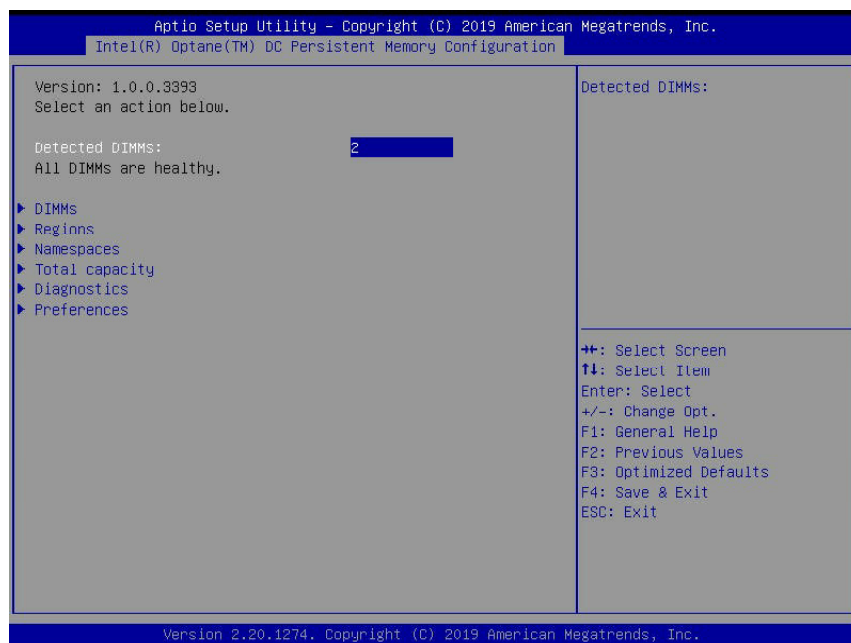 Aptio Setup Utility – Copyright (C) 2019 American Megatrends, Inc.
Intel(R) Optane(TM) DC Persistent Memory Configuration
Version: 1.0.0.3393
Select an action below.
Detected DIMMs: 2
All DIMMs are healthy.
DIMMs
Regions
Namespaces
Total capacity
Diagnostics
Preferences
Detected DIMMs:
→←: Select Screen
↑↓: Select Item
Enter: Select
+/-: Change Opt.
F1: General Help
F2: Previous Values
F3: Optimized Defaults
F4: Save & Exit
ESC: Exit
Version 2.20.1274. Copyright (C) 2019 American Megatrends, Inc.